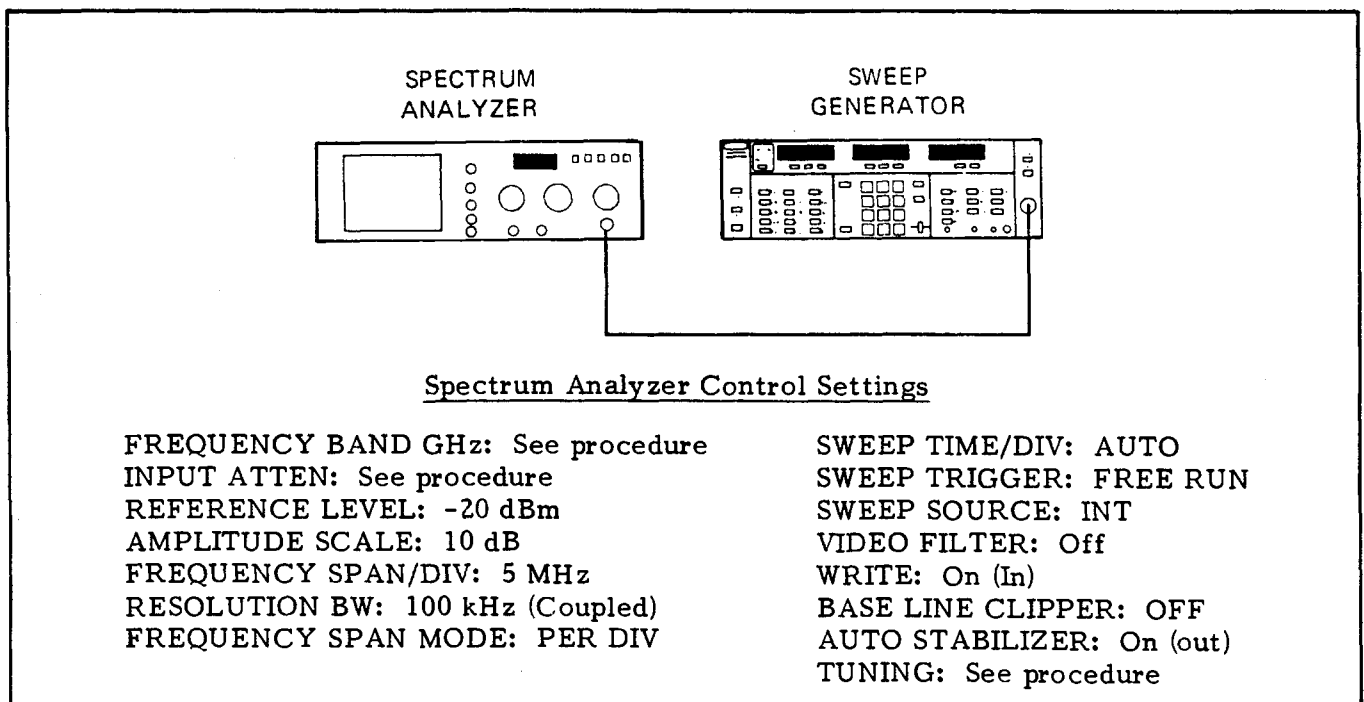 SPECTRUM
ANALYZER
SWEEP
GENERATOR
Spectrum Analyzer Control Settings
FREQUENCY BAND GHz: See procedure
INPUT ATTEN: See procedure
REFERENCE LEVEL: -20 dBm
AMPLITUDE SCALE: 10 dB
FREQUENCY SPAN/DIV: 5 MHz
RESOLUTION BW: 100 kHz (Coupled)
FREQUENCY SPAN MODE: PER DIV
SWEEP TIME/DIV: AUTO
SWEEP TRIGGER: FREE RUN
SWEEP SOURCE: INT
VIDEO FILTER: Off
WRITE: On (In)
BASE LINE CLIPPER: OFF
AUTO STABILIZER: On (out)
TUNING: See procedure